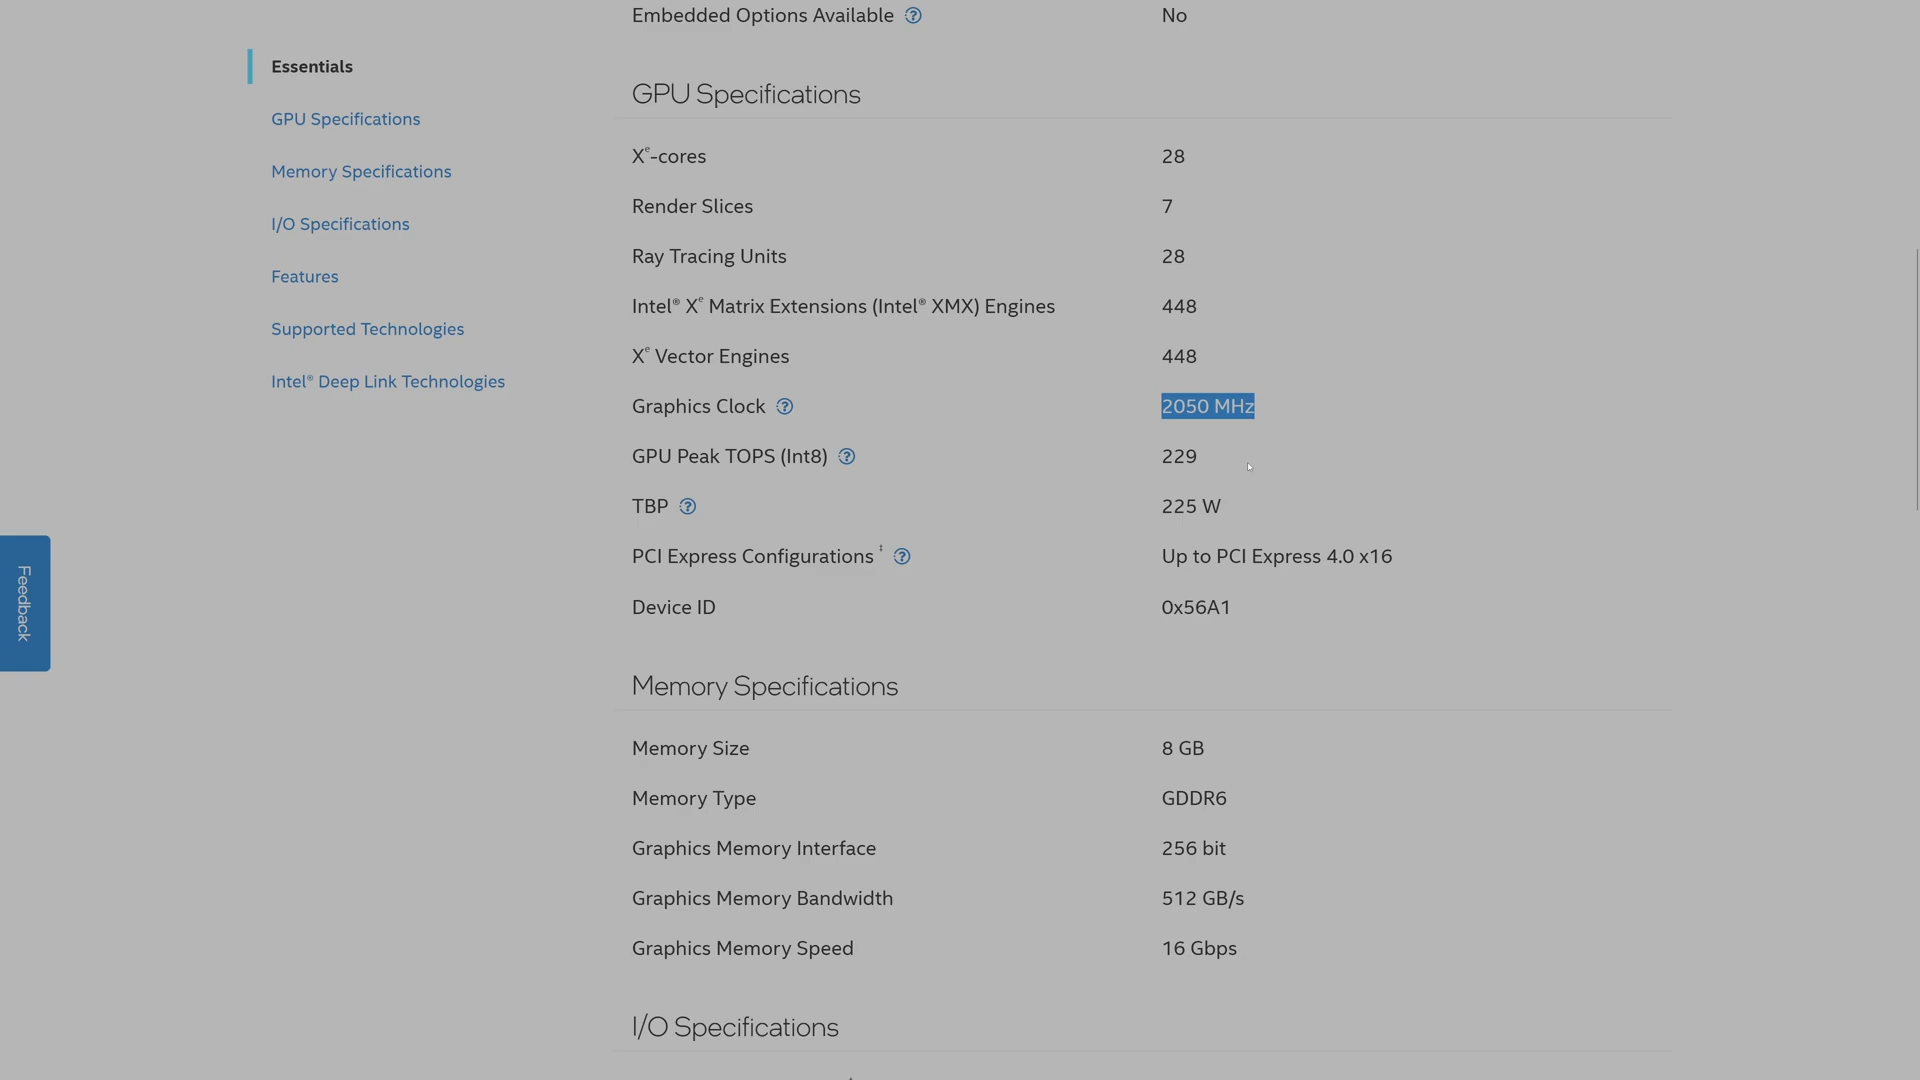 Embedded Options Available No
Essentials
GPU Specifications
Memory Specifications
I/O Specifications
Features
Supported Technologies
Intel® Deep Link Technologies
GPU Specifications
Xᵉ-cores 28
Render Slices 7
Ray Tracing Units 28
Intel® Xᵉ Matrix Extensions (Intel® XMX) Engines 448
Xᵉ Vector Engines 448
Graphics Clock 2050 MHz
GPU Peak TOPS (Int8) 229
TBP 225 W
PCI Express Configurations ‡ Up to PCI Express 4.0 x16
Device ID 0x56A1
Memory Specifications
Memory Size 8 GB
Memory Type GDDR6
Graphics Memory Interface 256 bit
Graphics Memory Bandwidth 512 GB/s
Graphics Memory Speed 16 Gbps
I/O Specifications
Feedback